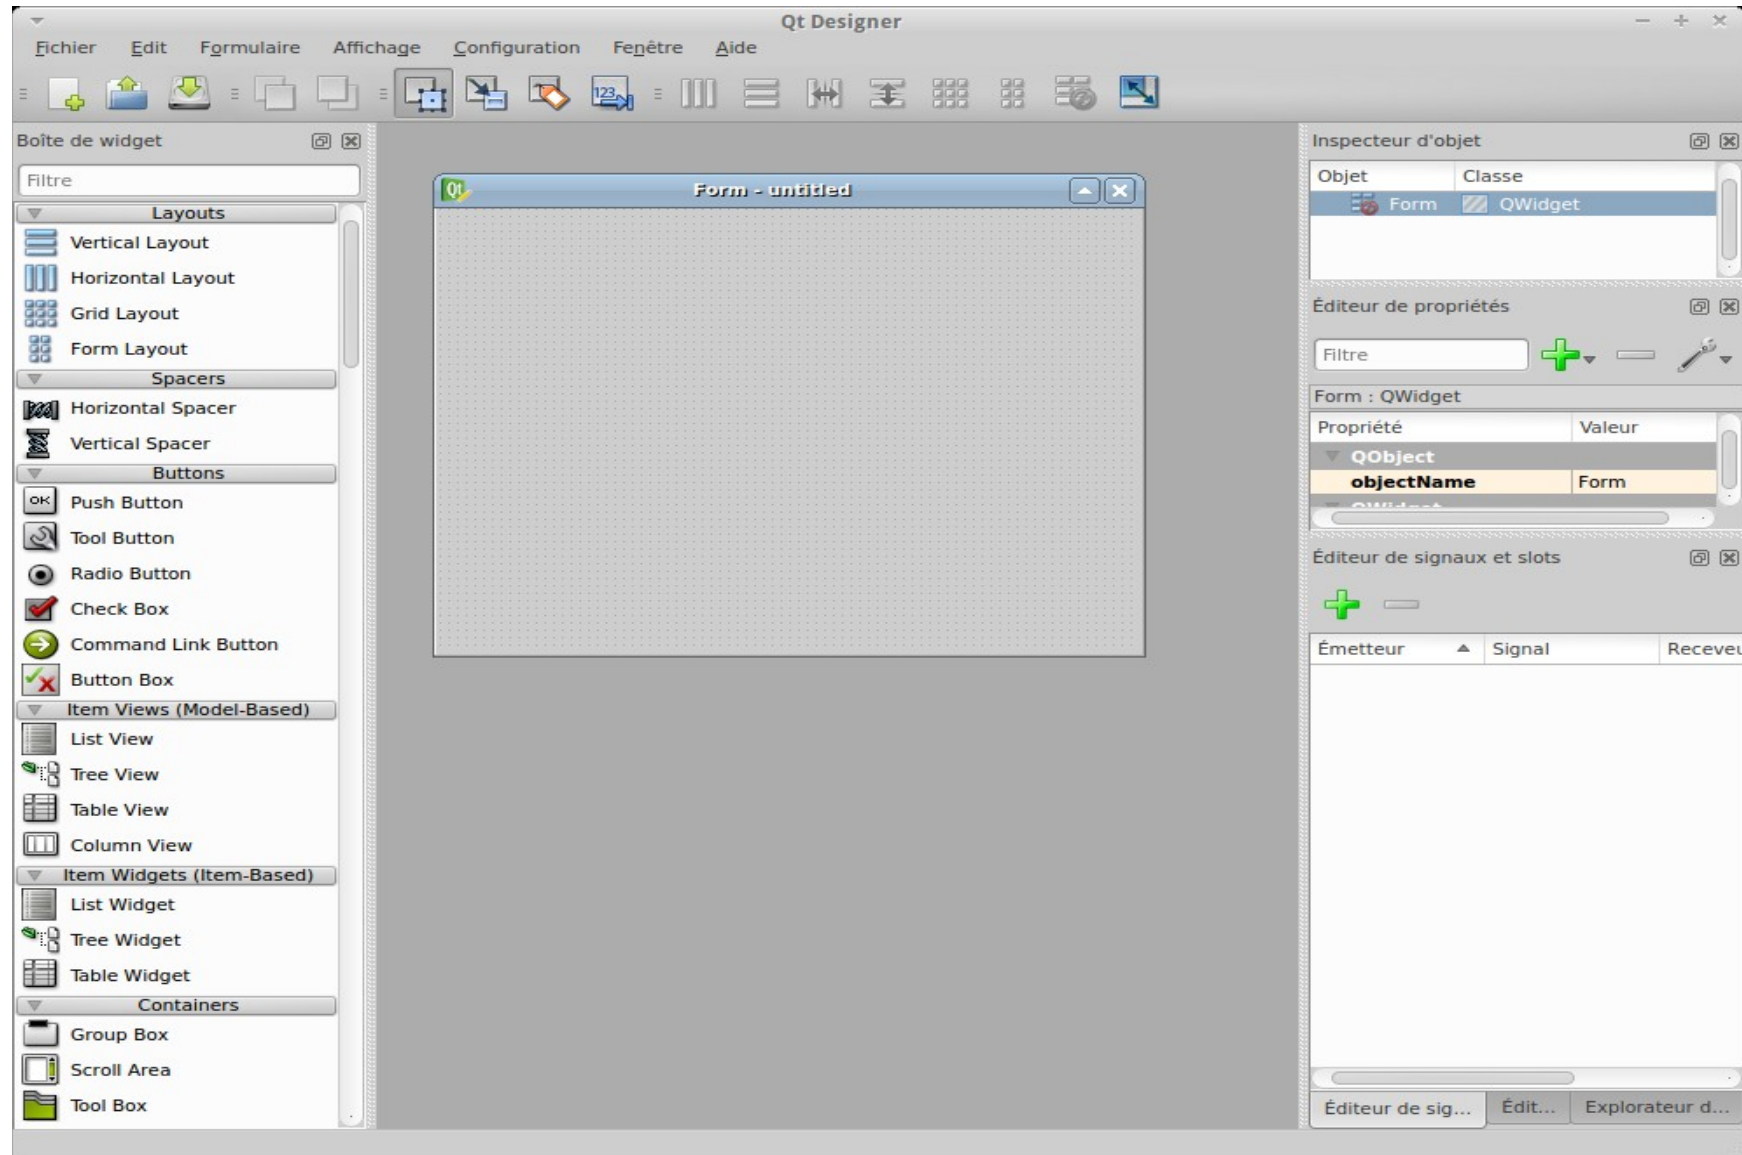 Qt Designer
Fichier Edit Formulaire Affichage Configuration Fenêtre Aide
123
Boîte de widget
Filtre
Layouts
Vertical Layout
Horizontal Layout
Grid Layout
Form Layout
Spacers
Horizontal Spacer
Vertical Spacer
Buttons
OK Push Button
Tool Button
Radio Button
Check Box
Command Link Button
Button Box
Item Views (Model-Based)
List View
Tree View
Table View
Column View
Item Widgets (Item-Based)
List Widget
Tree Widget
Table Widget
Containers
Group Box
Scroll Area
Tool Box
Qt Form - untitled
Inspecteur d'objet
Objet Classe
Form QWidget
Éditeur de propriétés
Filtre
Form : QWidget
Propriété Valeur
QObject
objectName Form
QWidget
Éditeur de signaux et slots
Émetteur Signal Receveu
Éditeur de sig... Édit... Explorateur d...